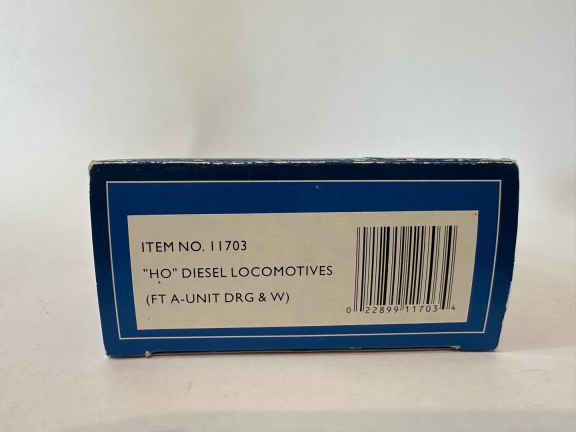 ITEM NO. 11703
"HO" DIESEL LOCOMOTIVES
(FT A-UNIT DRG & W)
0 22899 11703 4